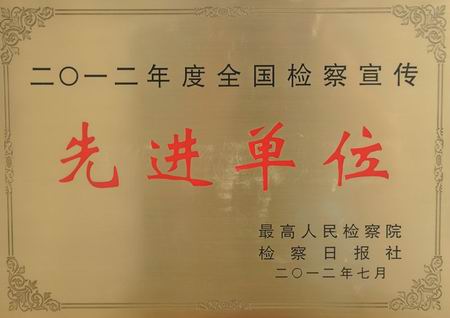 二〇一二年度全国检察宣传
先进单位
最高人民检察院
检察日报社
二〇一二年七月